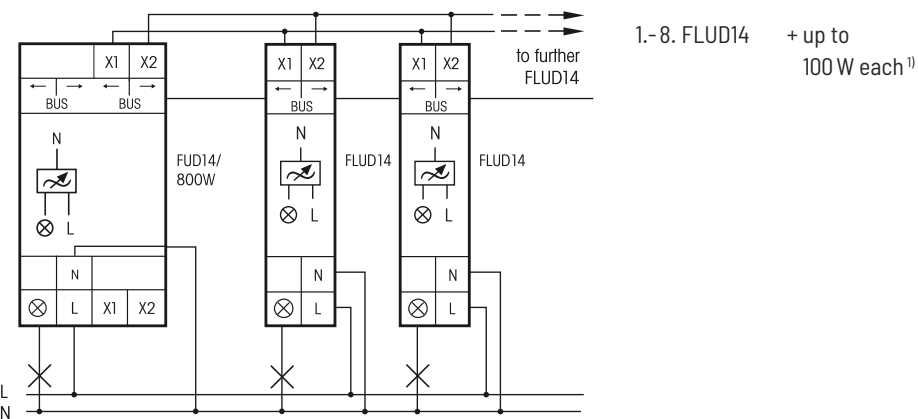 X1 X2
← → ← →
BUS BUS
N
L
FUD14/
800W
N
L X1 X2
X1 X2
← →
BUS
N
L
FLUD14
N
L
X1 X2
← →
BUS
N
L
FLUD14
N
L
to further
FLUD14
L
N
1.-8. FLUD14 + up to
100 W each ¹⁾